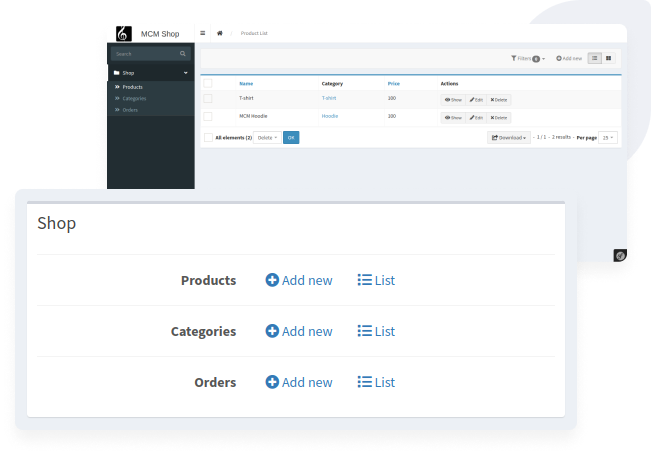 MCM Shop
Product List
Search
Filters 0
Add new
Shop
Products
Categories
Orders
Name Category Price Actions
T-shirt T-shirt 100 Show Edit Delete
MCM Hoodie Hoodie 100 Show Edit Delete
All elements (2) Delete OK
Download - 1 / 1 - 2 results - Per page 25
Shop
Products Add new List
Categories Add new List
Orders Add new List